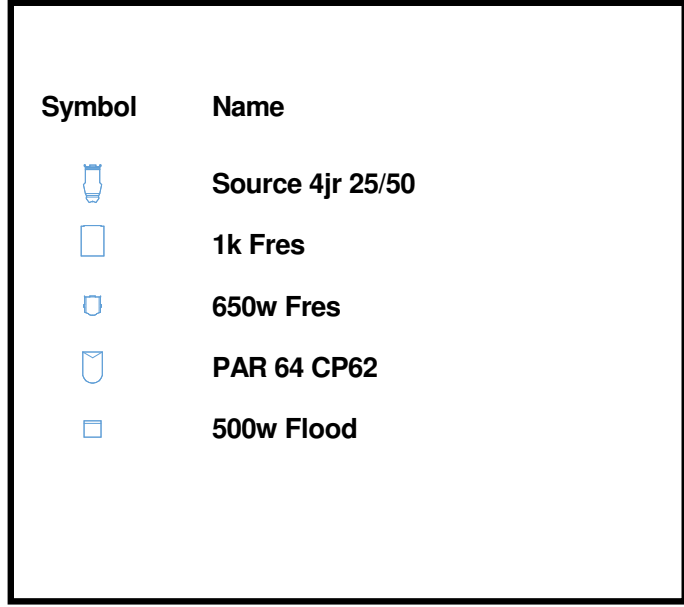 Symbol Name
Source 4jr 25/50
1k Fres
650w Fres
PAR 64 CP62
500w Flood